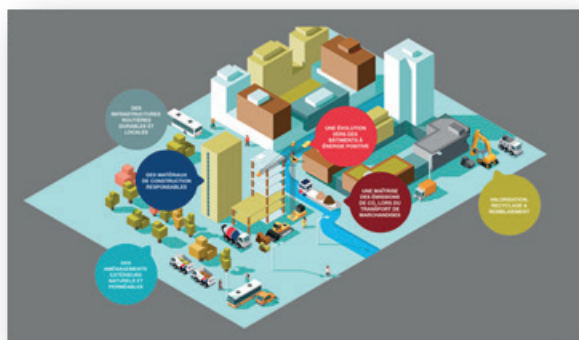 DES
INFRASTRUCTURES
ROUTIÈRES
DURABLES ET
LOCALES
DES MATÉRIAUX
DE CONSTRUCTION
RESPONSABLES
UNE ÉVOLUTION
VERS DES
BÂTIMENTS À
ÉNERGIE POSITIVE
UNE MAÎTRISE
DES ÉMISSIONS
DE CO₂ LORS DU
TRANSPORT DE
MARCHANDISES
VALORISATION,
RECYCLAGE &
REMBLAIEMENT
DES
AMÉNAGEMENTS
EXTÉRIEURS
NATURELS ET
PERMÉABLES